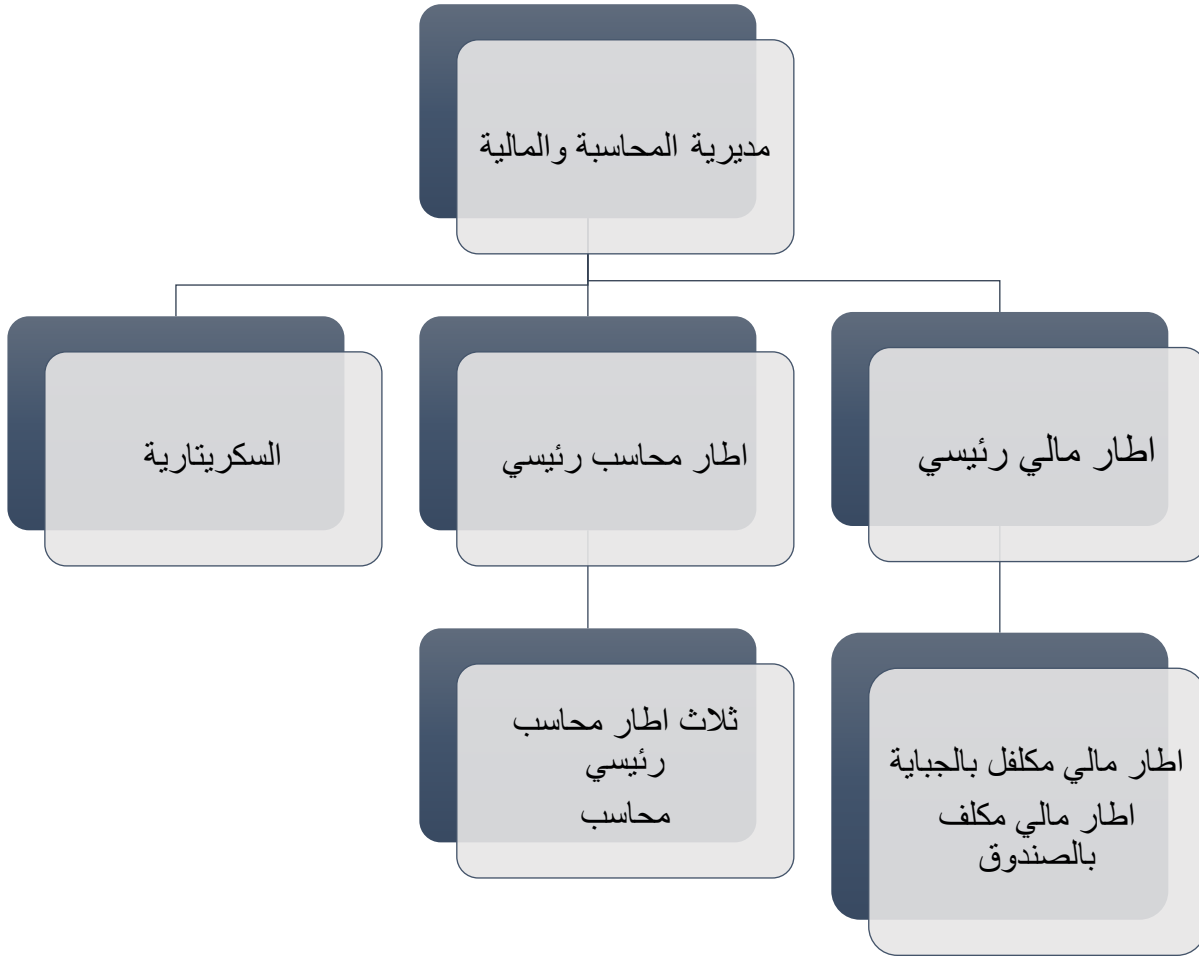 مديرية المحاسبة والمالية
اطار مالي رئيسي
اطار محاسب رئيسي
السكريتارية
اطار مالي مكلفل بالجباية
اطار مالي مكلف
بالصندوق
ثلاث اطار محاسب
رئيسي
محاسب